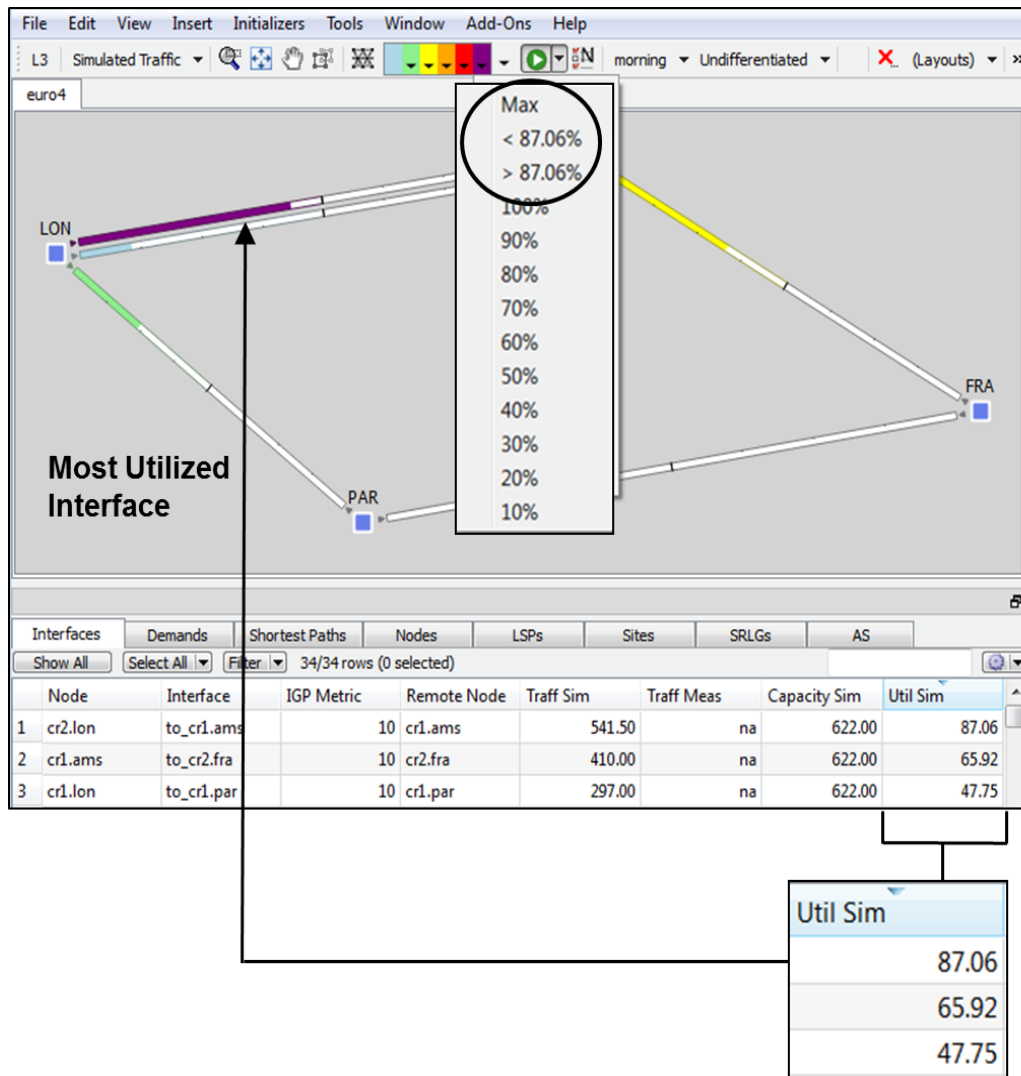 File Edit View Insert Initializers Tools Window Add-Ons Help
L3 Simulated Traffic morning Undifferentiated (Layouts) »
euro4
Max
< 87.06%
> 87.06%
100%
90%
80%
70%
60%
50%
40%
30%
20%
10%
LON
FRA
PAR
Most Utilized
Interface
Interfaces Demands Shortest Paths Nodes LSPs Sites SRLGs AS
Show All Select All Filter 34/34 rows (0 selected)
Node Interface IGP Metric Remote Node Traff Sim Traff Meas Capacity Sim Util Sim
1 cr2.lon to_cr1.ams 10 cr1.ams 541.50 na 622.00 87.06
2 cr1.ams to_cr2.fra 10 cr2.fra 410.00 na 622.00 65.92
3 cr1.lon to_cr1.par 10 cr1.par 297.00 na 622.00 47.75
Util Sim
87.06
65.92
47.75